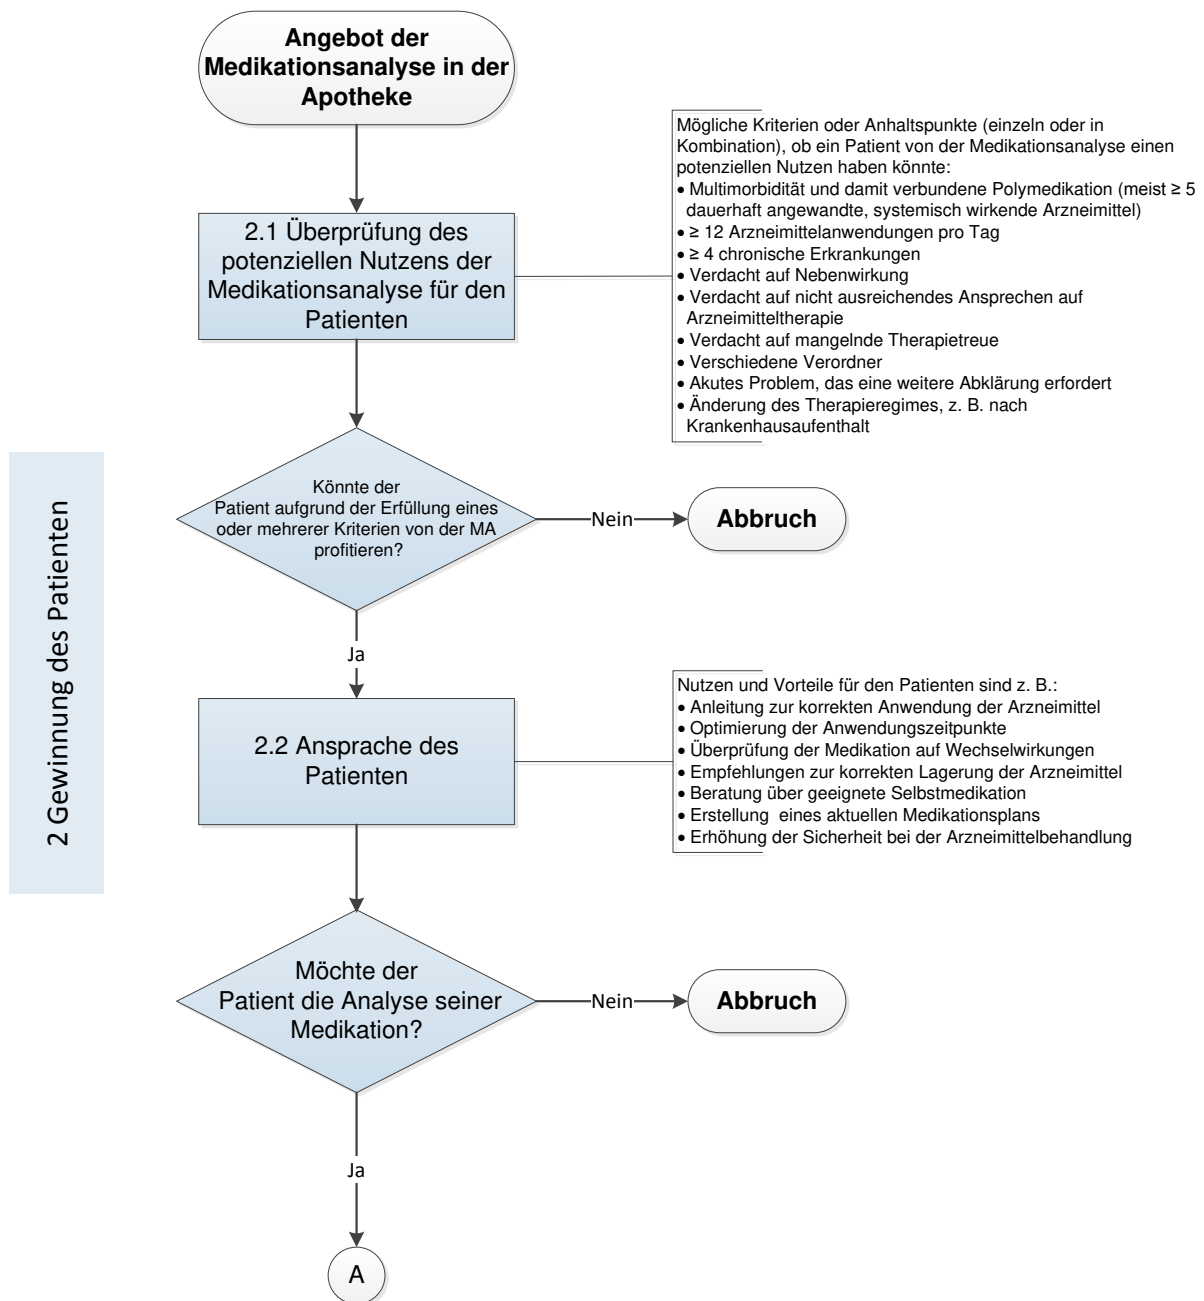 Angebot der
Medikationsanalyse in der
Apotheke
2.1 Überprüfung des
potenziellen Nutzens der
Medikationsanalyse für den
Patienten
Mögliche Kriterien oder Anhaltspunkte (einzeln oder in
Kombination), ob ein Patient von der Medikationsanalyse einen
potenziellen Nutzen haben könnte:
• Multimorbidität und damit verbundene Polymedikation (meist ≥ 5
dauerhaft angewandte, systemisch wirkende Arzneimittel)
• ≥ 12 Arzneimittelanwendungen pro Tag
• ≥ 4 chronische Erkrankungen
• Verdacht auf Nebenwirkung
• Verdacht auf nicht ausreichendes Ansprechen auf
Arzneimitteltherapie
• Verdacht auf mangelnde Therapietreue
• Verschiedene Verordner
• Akutes Problem, das eine weitere Abklärung erfordert
• Änderung des Therapieregimes, z. B. nach
Krankenhausaufenthalt
2 Gewinnung des Patienten
Könnte der
Patient aufgrund der Erfüllung eines
oder mehrerer Kriterien von der MA
profitieren?
Nein
Abbruch
Ja
2.2 Ansprache des
Patienten
Nutzen und Vorteile für den Patienten sind z. B.:
• Anleitung zur korrekten Anwendung der Arzneimittel
• Optimierung der Anwendungszeitpunkte
• Überprüfung der Medikation auf Wechselwirkungen
• Empfehlungen zur korrekten Lagerung der Arzneimittel
• Beratung über geeignete Selbstmedikation
• Erstellung eines aktuellen Medikationsplans
• Erhöhung der Sicherheit bei der Arzneimittelbehandlung
Möchte der
Patient die Analyse seiner
Medikation?
Nein
Abbruch
Ja
A